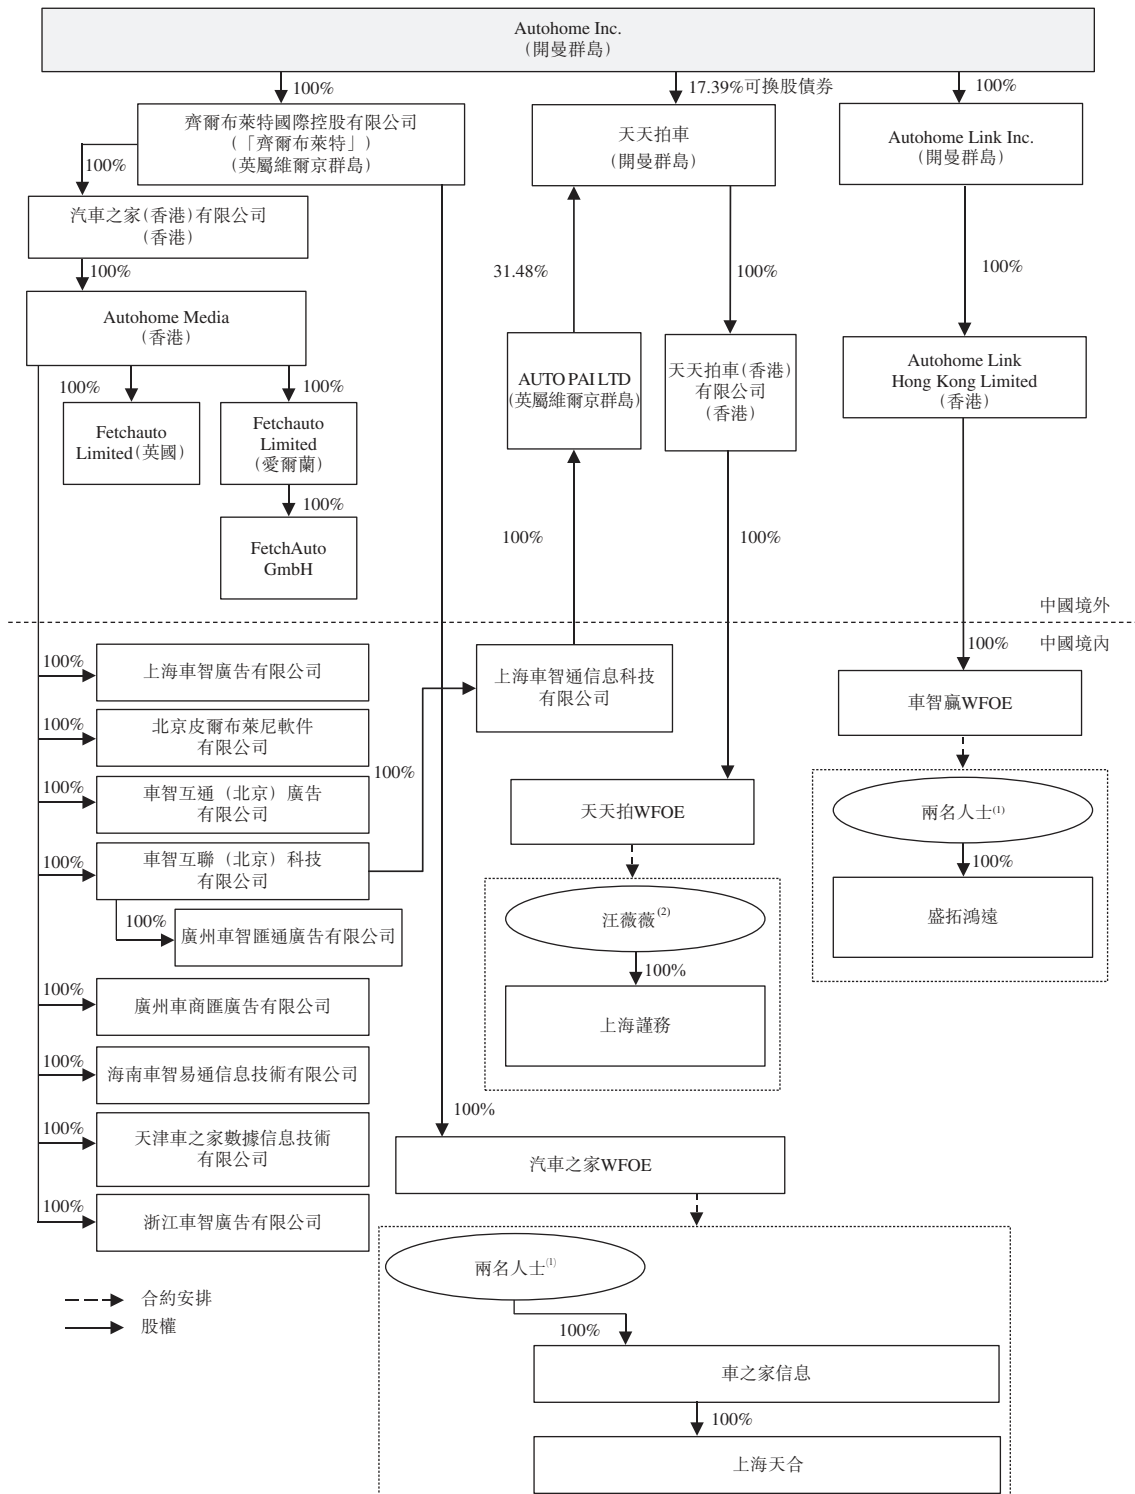 Autohome Inc.
(開曼群島)
100%
17.39%可換股債券
100%
齊爾布萊特國際控股有限公司
(「齊爾布萊特」)
(英屬維爾京群島)
天天拍車
(開曼群島)
Autohome Link Inc.
(開曼群島)
100%
汽車之家(香港)有限公司
(香港)
100%
31.48%
100%
100%
Autohome Media
(香港)
AUTO PAI LTD
(英屬維爾京群島)
天天拍車(香港)
有限公司
(香港)
Autohome Link
Hong Kong Limited
(香港)
100%
100%
Fetchauto
Limited(英國)
Fetchauto
Limited
(愛爾蘭)
100%
FetchAuto
GmbH
100%
100%
中國境外
中國境內
100%
100%
上海車智廣告有限公司
上海車智通信息科技
有限公司
車智贏WFOE
100%
北京皮爾布萊尼軟件
有限公司
100%
100%
車智互通（北京）廣告
有限公司
天天拍WFOE
兩名人士(1)
100%
100%
車智互聯（北京）科技
有限公司
100%
廣州車智匯通廣告有限公司
汪薇薇(2)
盛拓鴻遠
100%
100%
廣州車商匯廣告有限公司
上海謹務
100%
海南車智易通信息技術有限公司
100%
100%
天津車之家數據信息技術
有限公司
汽車之家WFOE
100%
浙江車智廣告有限公司
兩名人士(1)
合約安排
股權
100%
車之家信息
100%
上海天合